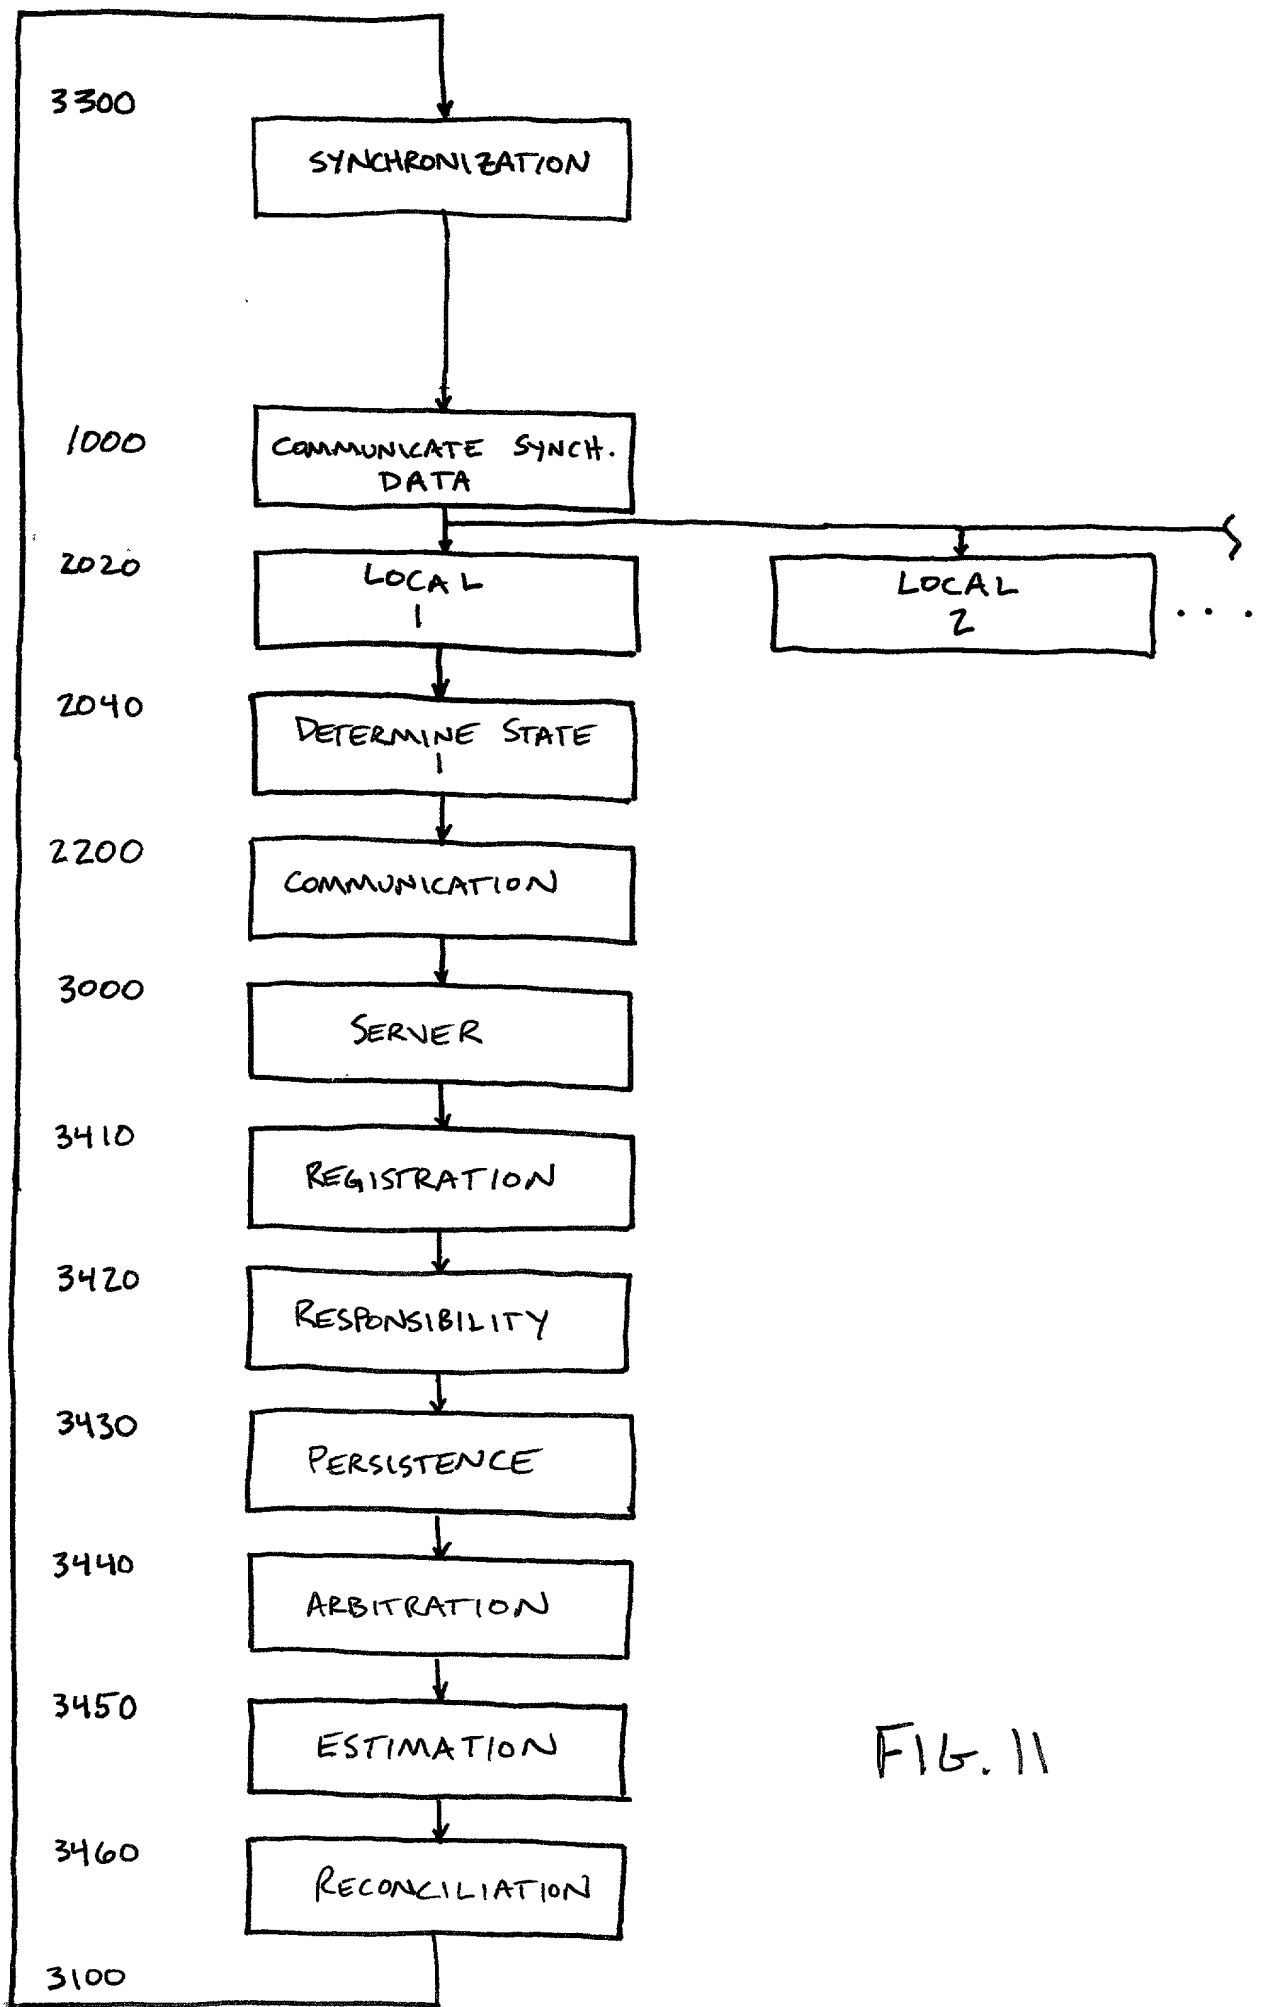 3300
SYNCHRONIZATION
1000
COMMUNICATE SYNCH.
DATA
2020
LOCAL
1
LOCAL
2
. . .
2040
DETERMINE STATE
1
2200
COMMUNICATION
3000
SERVER
3410
REGISTRATION
3420
RESPONSIBILITY
3430
PERSISTENCE
3440
ARBITRATION
3450
ESTIMATION
FIG. 11
3460
RECONCILIATION
3100